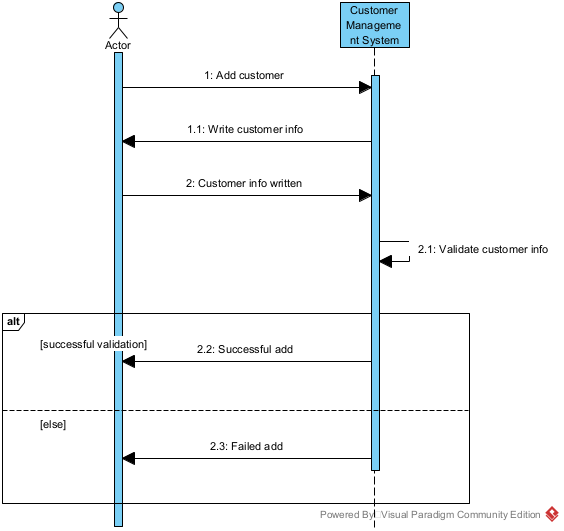 Customer
Manageme
nt System
Actor
1: Add customer
1.1: Write customer info
2: Customer info written
2.1: Validate customer info
alt
[successful validation]
2.2: Successful add
[else]
2.3: Failed add
Powered By Visual Paradigm Community Edition